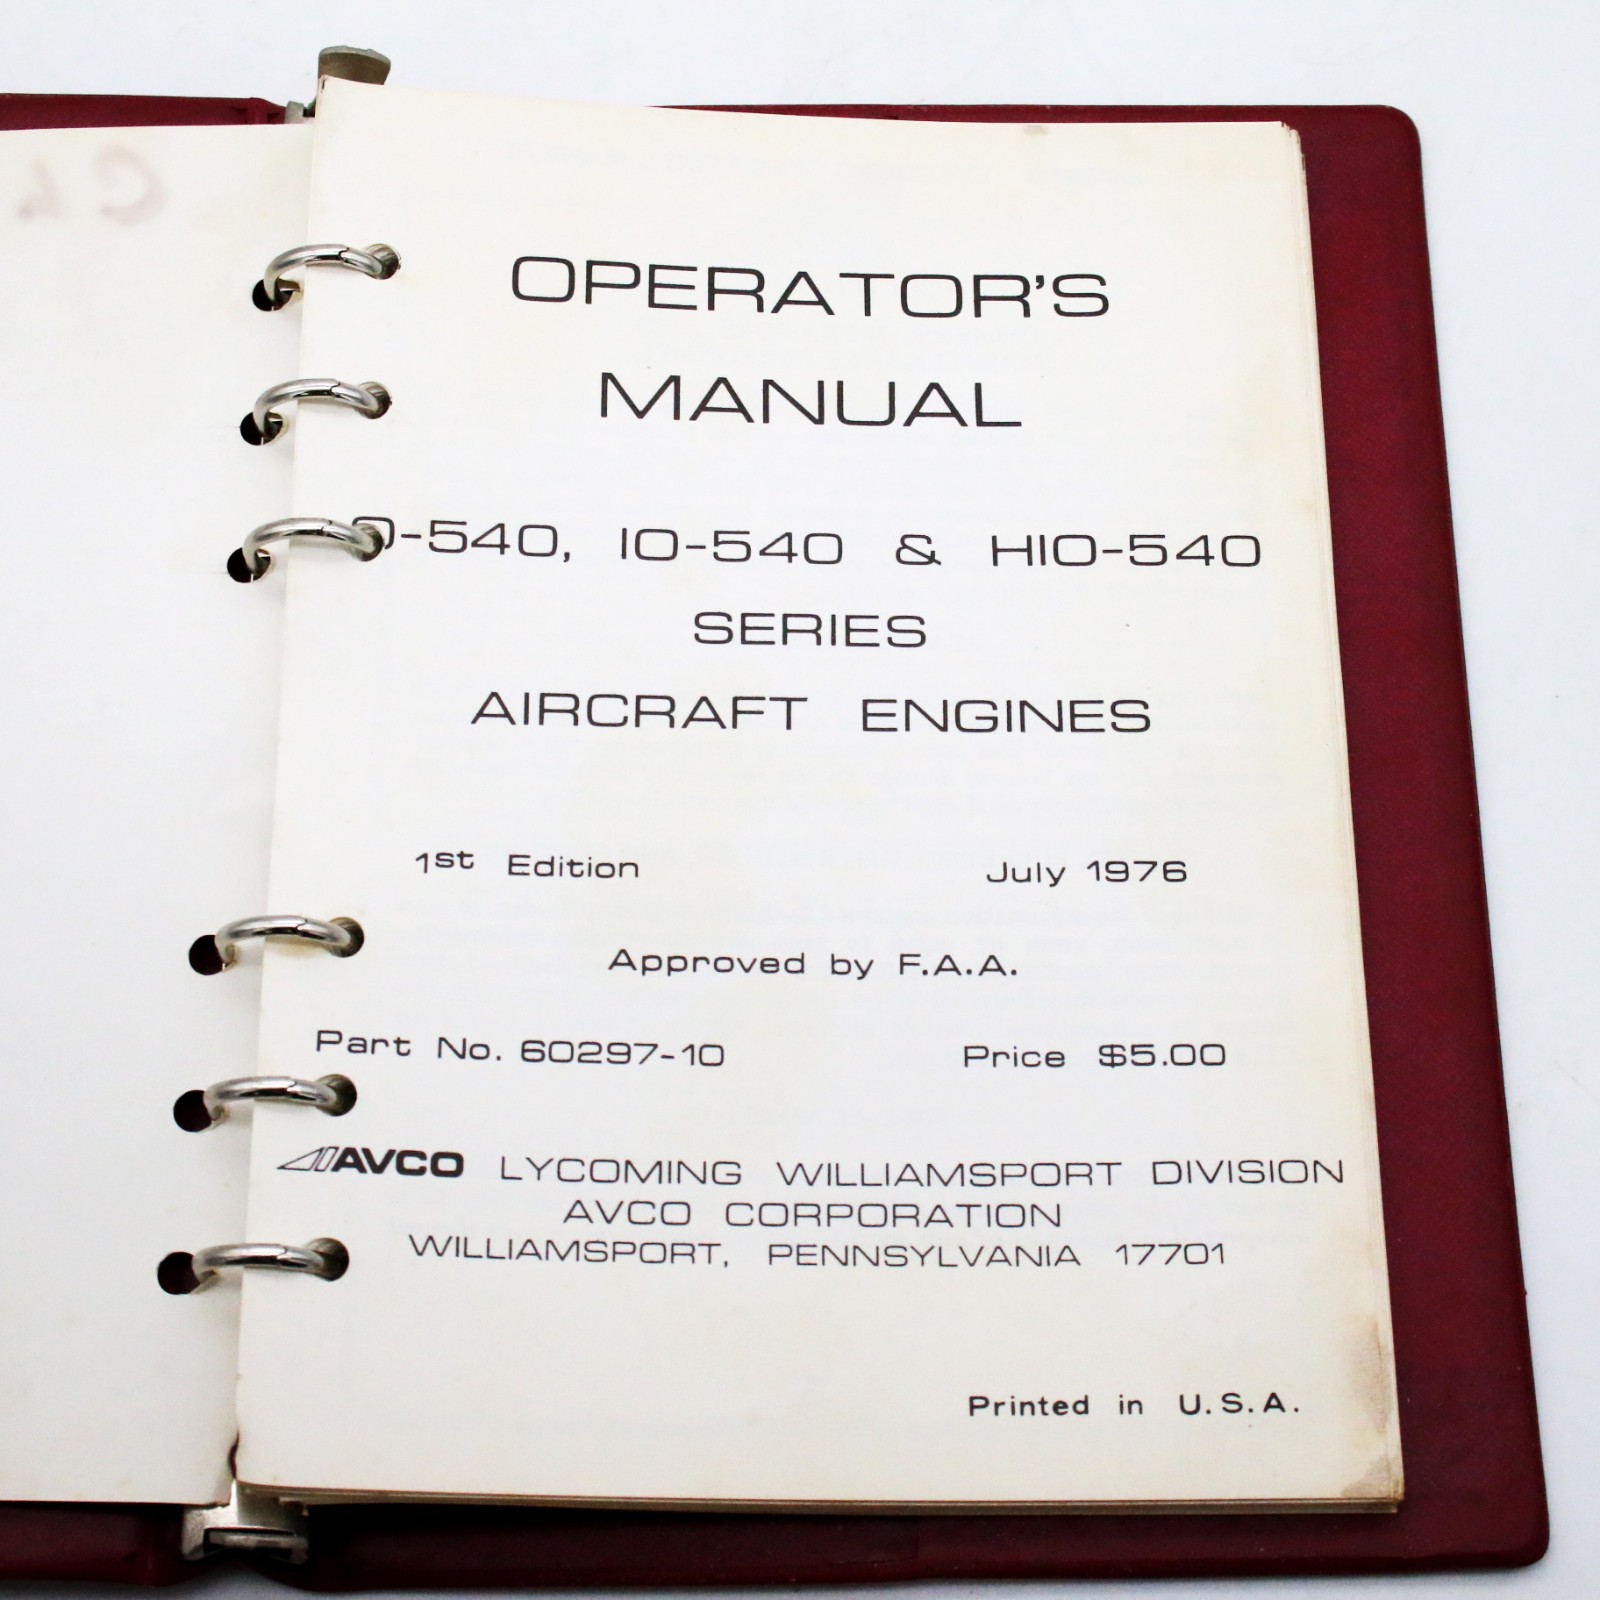 OPERATOR'S
MANUAL
O-540, IO-540 & HIO-540
SERIES
AIRCRAFT ENGINES
1st Edition July 1976
Approved by F.A.A.
Part No. 60297-10 Price $5.00
AVCO LYCOMING WILLIAMSPORT DIVISION
AVCO CORPORATION
WILLIAMSPORT, PENNSYLVANIA 17701
Printed in U.S.A.